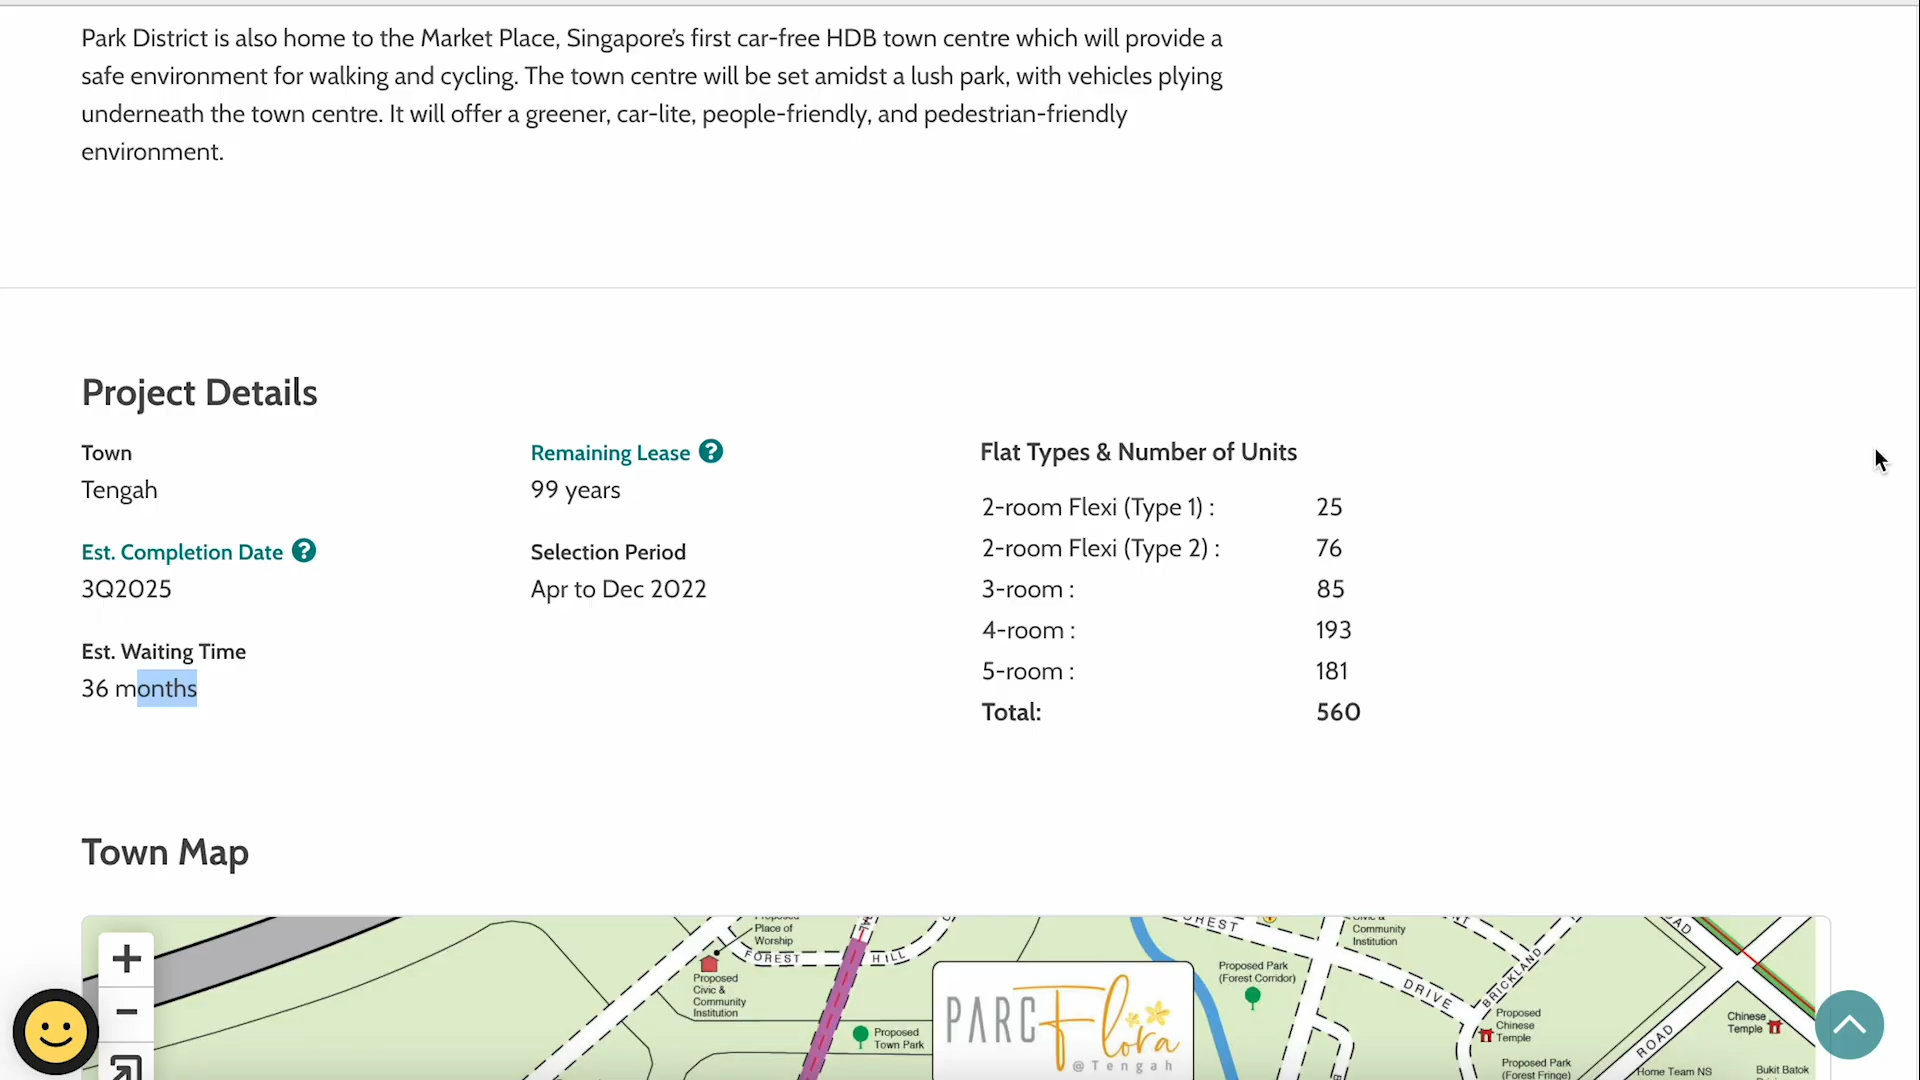 Park District is also home to the Market Place, Singapore's first car-free HDB town centre which will provide a
safe environment for walking and cycling. The town centre will be set amidst a lush park, with vehicles plying
underneath the town centre. It will offer a greener, car-lite, people-friendly, and pedestrian-friendly
environment.
Project Details
Town
Tengah
Est. Completion Date ?
3Q2025
Est. Waiting Time
36 months
Remaining Lease ?
99 years
Selection Period
Apr to Dec 2022
Flat Types & Number of Units
2-room Flexi (Type 1) : 25
2-room Flexi (Type 2) : 76
3-room : 85
4-room : 193
5-room : 181
Total: 560
Town Map
Proposed
Place of
Worship
FOREST HILL
Proposed
Civic &
Community
Institution
Proposed
Town Park
PARC Flora
@Tengah
FOREST
Civic &
Community
Institution
Proposed Park
(Forest Corridor)
DRIVE
BRICKLAND
ROAD
Proposed
Chinese
Temple
Proposed Park
(Forest Fringe)
Chinese
Temple
Home Team NS
Bukit Batok